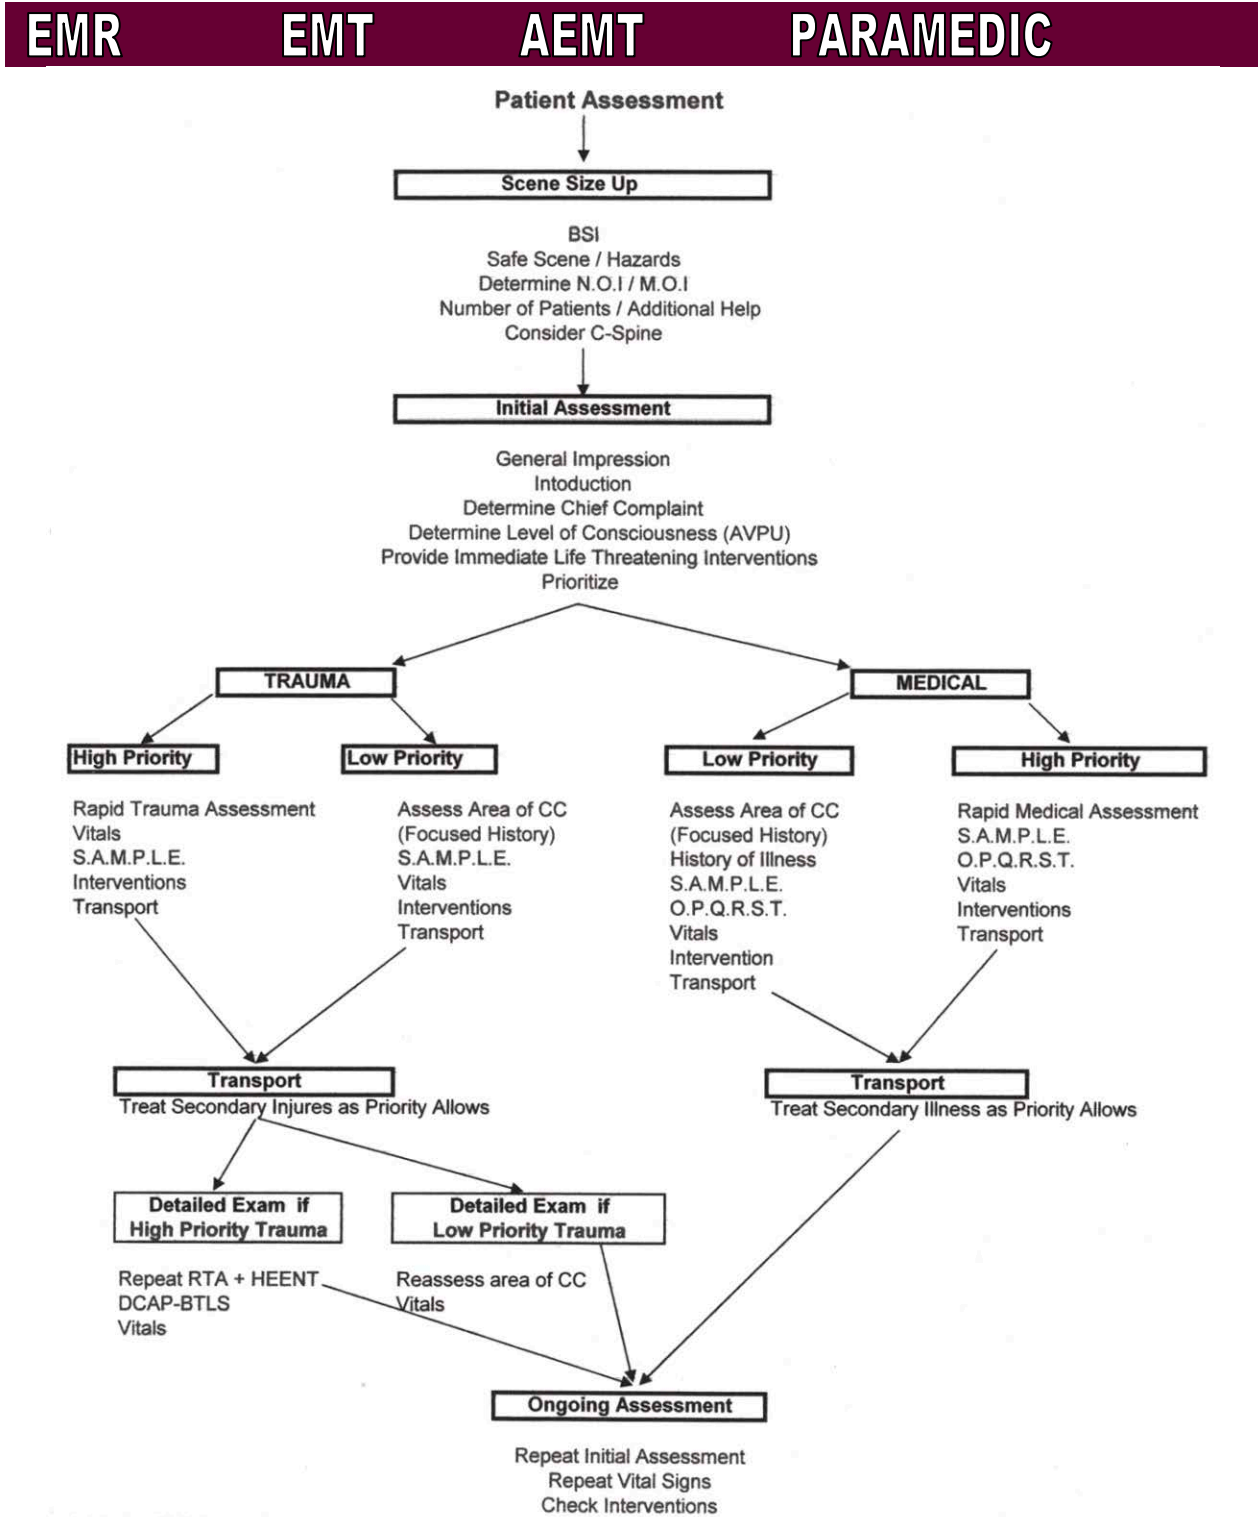 EMR EMT AEMT PARAMEDIC
Patient Assessment
Scene Size Up
BSI
Safe Scene / Hazards
Determine N.O.I / M.O.I
Number of Patients / Additional Help
Consider C-Spine
Initial Assessment
General Impression
Intoduction
Determine Chief Complaint
Determine Level of Consciousness (AVPU)
Provide Immediate Life Threatening Interventions
Prioritize
TRAUMA
High Priority
Rapid Trauma Assessment
Vitals
S.A.M.P.L.E.
Interventions
Transport
Low Priority
Assess Area of CC
(Focused History)
S.A.M.P.L.E.
Vitals
Interventions
Transport
MEDICAL
Low Priority
Assess Area of CC
(Focused History)
History of Illness
S.A.M.P.L.E.
O.P.Q.R.S.T.
Vitals
Intervention
Transport
High Priority
Rapid Medical Assessment
S.A.M.P.L.E.
O.P.Q.R.S.T.
Vitals
Interventions
Transport
Transport
Treat Secondary Injures as Priority Allows
Transport
Treat Secondary Illness as Priority Allows
Detailed Exam if
High Priority Trauma
Repeat RTA + HEENT
DCAP-BTLS
Vitals
Detailed Exam if
Low Priority Trauma
Reassess area of CC
Vitals
Ongoing Assessment
Repeat Initial Assessment
Repeat Vital Signs
Check Interventions